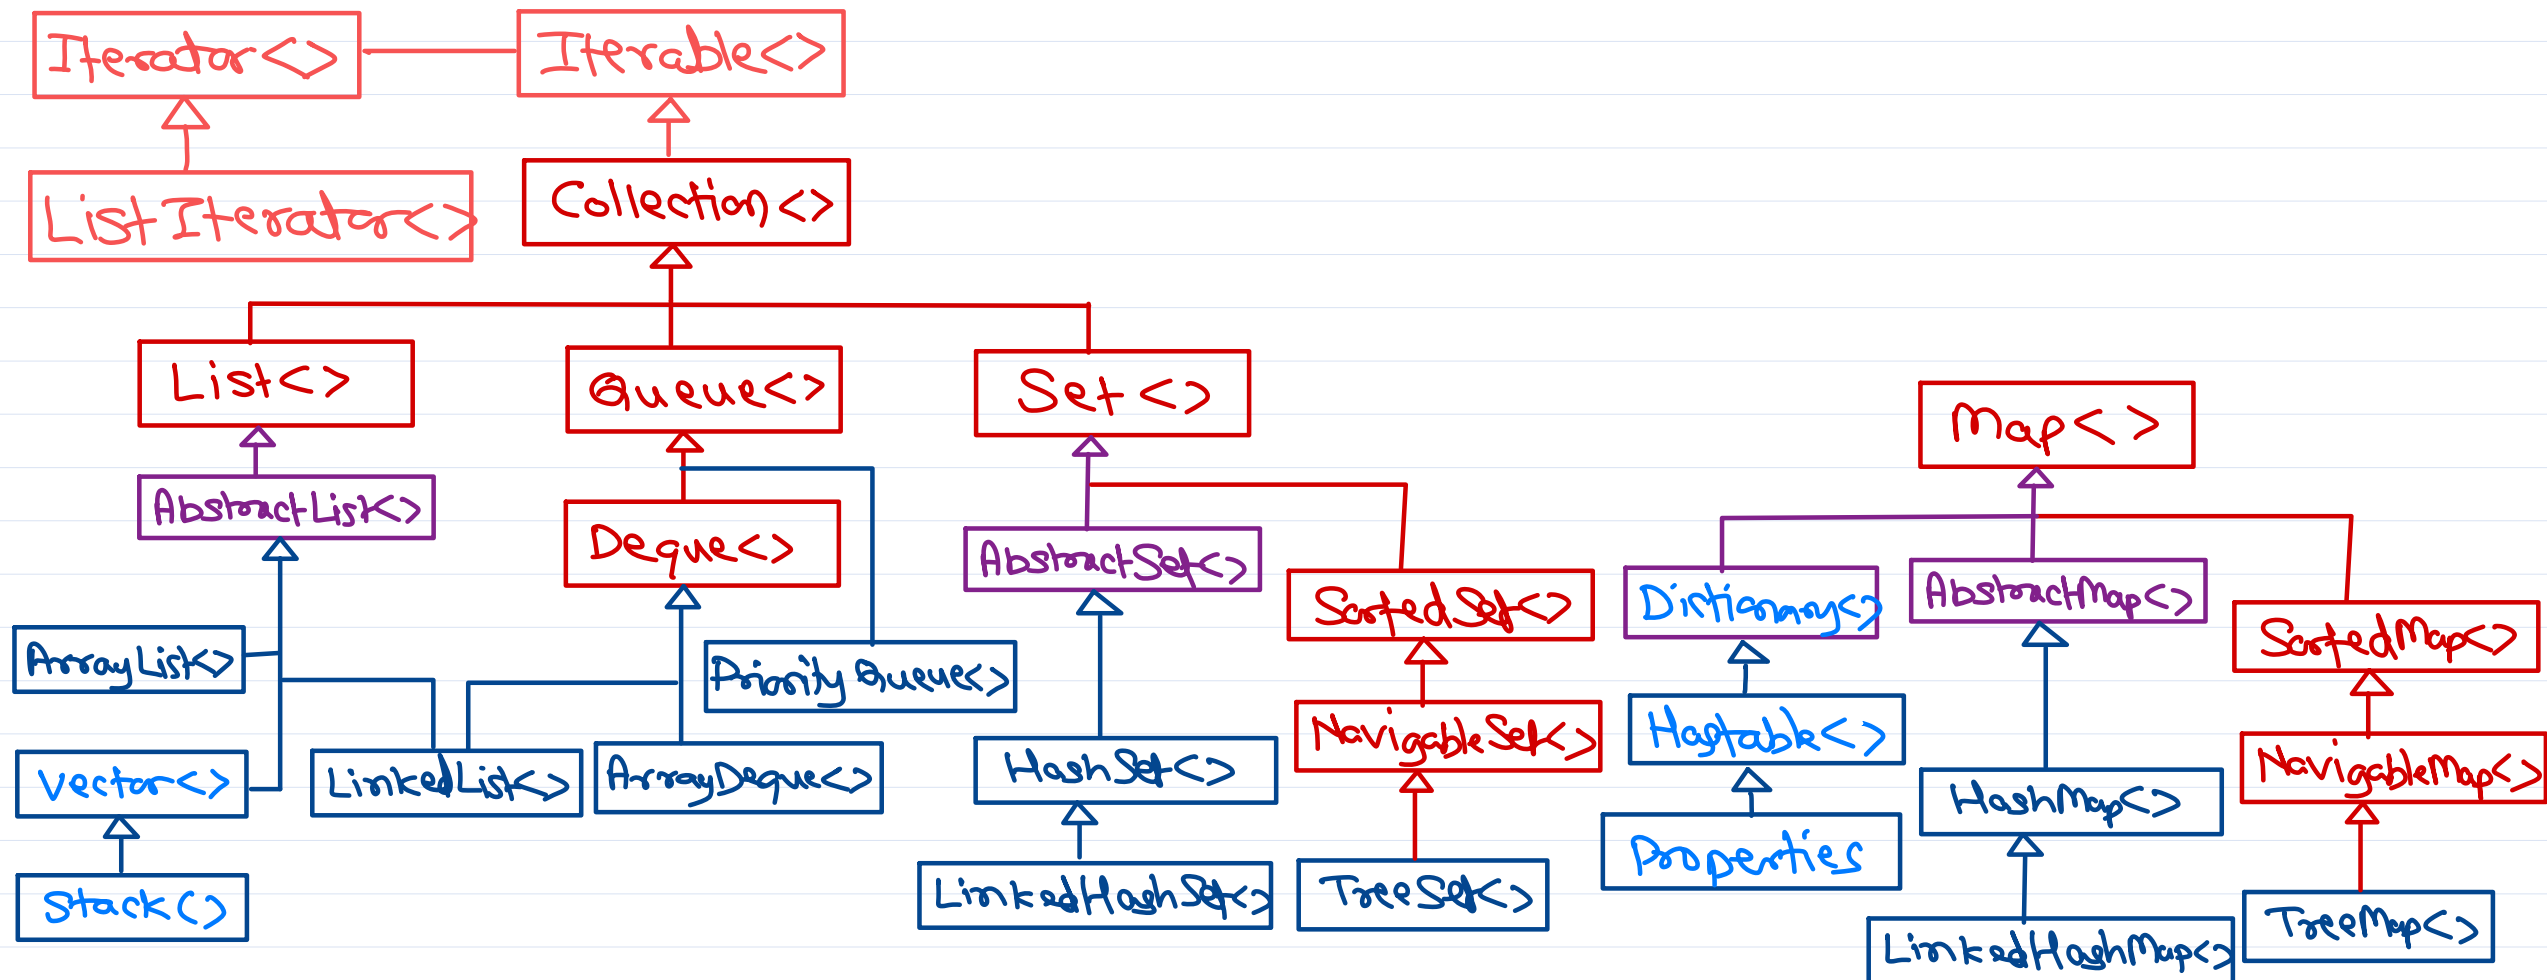 Iterator<>
Iterable<>
ListIterator<>
Collection<>
List<>
Queue<>
Set<>
Map<>
AbstractList<>
Deque<>
AbstractSet<>
SortedSet<>
Dictionary<>
AbstractMap<>
SortedMap<>
ArrayList<>
PriorityQueue<>
NavigableSet<>
Hastable<>
NavigableMap<>
Vector<>
LinkedList<>
ArrayDeque<>
HashSet<>
HashMap<>
Properties
Stack<>
LinkedHashSet<>
TreeSet<>
LinkedHashMap<>
TreeMap<>